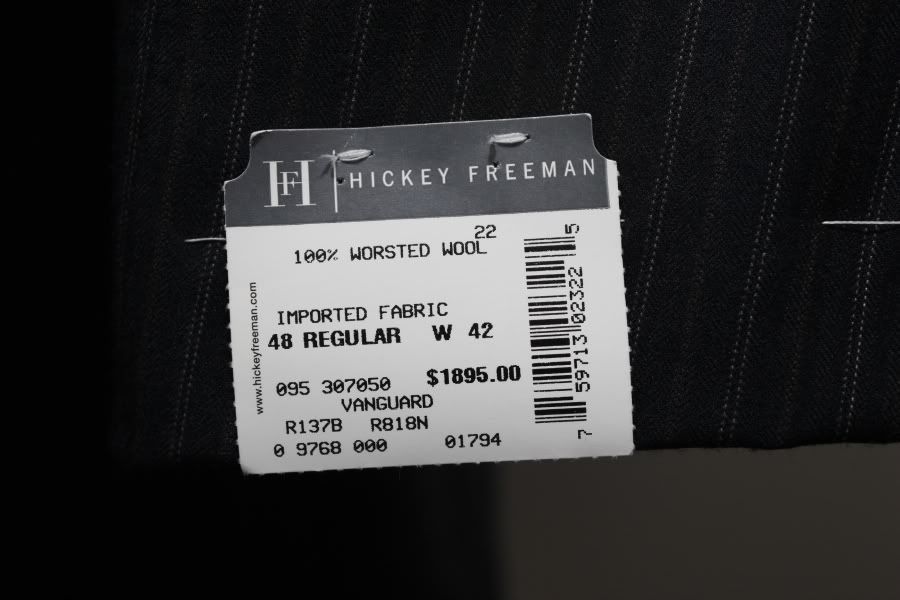 HF HICKEY FREEMAN
22
100% WORSTED WOOL
IMPORTED FABRIC
48 REGULAR W 42
$1895.00
095 307050
VANGUARD
R137B R818N
0 9768 000 01794
www.hickeyfreeman.com
7 59713 02322 5